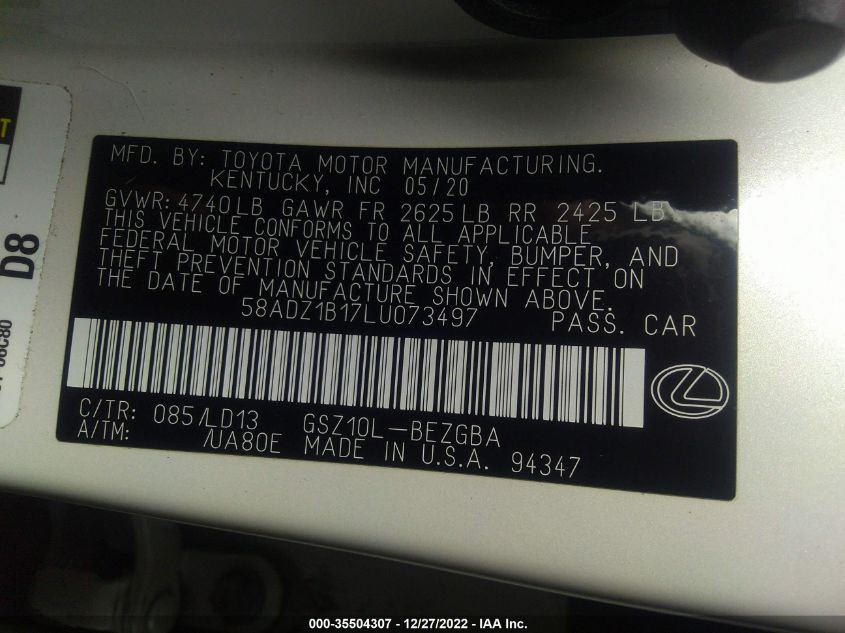 MFD. BY: TOYOTA MOTOR MANUFACTURING.
KENTUCKY, INC 05/20
GVWR: 4740LB GAWR FR 2625LB RR 2425 LB
THIS VEHICLE CONFORMS TO ALL APPLICABLE
FEDERAL MOTOR VEHICLE SAFETY, BUMPER, AND
THEFT PREVENTION STANDARDS IN EFFECT ON
THE DATE OF MANUFACTURE SHOWN ABOVE.
58ADZ1B17LU073497 PASS. CAR
C/TR: 085/LD13 GSZ10L-BEZGBA
A/TM: /UA80E MADE IN U.S.A. 94347
D8
000-35504307 - 12/27/2022 - IAA Inc.